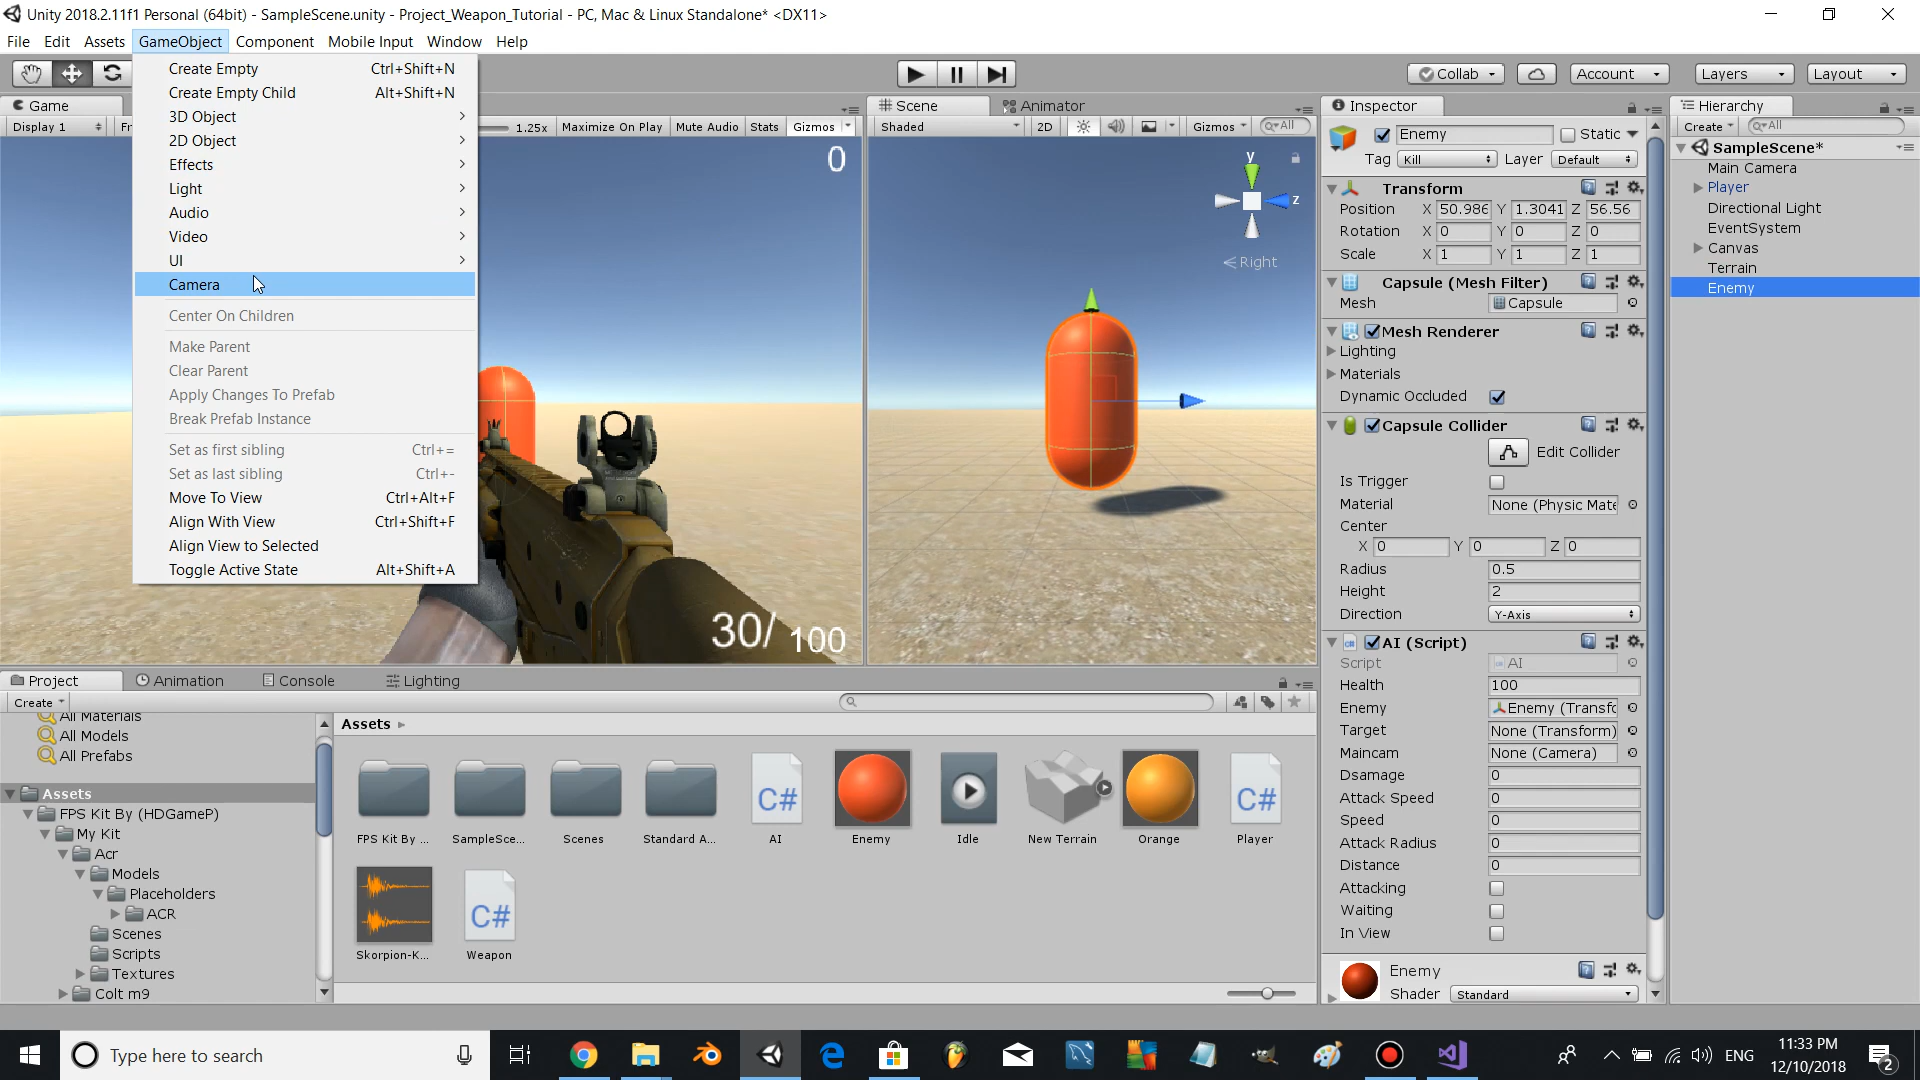 Unity 2018.2.11f1 Personal (64bit) - SampleScene.unity - Project_Weapon_Tutorial - PC, Mac & Linux Standalone* <DX11>
File Edit Assets GameObject Component Mobile Input Window Help
Collab Account Layers Layout
Create Empty Ctrl+Shift+N
Create Empty Child Alt+Shift+N
3D Object
2D Object
Effects
Light
Audio
Video
UI
Camera
Center On Children
Make Parent
Clear Parent
Apply Changes To Prefab
Break Prefab Instance
Set as first sibling Ctrl+=
Set as last sibling Ctrl+-
Move To View Ctrl+Alt+F
Align With View Ctrl+Shift+F
Align View to Selected
Toggle Active State Alt+Shift+A
Game
Display 1 Fr 1.25x Maximize On Play Mute Audio Stats Gizmos
0
30/ 100
Scene Animator
Shaded 2D Gizmos All
y
z
Right
Inspector
Enemy Static
Tag Kill Layer Default
Transform
Position X 50.986 Y 1.3041 Z 56.56
Rotation X 0 Y 0 Z 0
Scale X 1 Y 1 Z 1
Capsule (Mesh Filter)
Mesh Capsule
Mesh Renderer
Lighting
Materials
Dynamic Occluded
Capsule Collider
Edit Collider
Is Trigger
Material None (Physic Mate
Center
X 0 Y 0 Z 0
Radius 0.5
Height 2
Direction Y-Axis
AI (Script)
Script AI
Health 100
Enemy Enemy (Transfo
Target None (Transform)
Maincam None (Camera)
Dsamage 0
Attack Speed 0
Speed 0
Attack Radius 0
Distance 0
Attacking
Waiting
In View
Enemy
Shader Standard
Hierarchy
Create All
SampleScene*
Main Camera
Player
Directional Light
EventSystem
Canvas
Terrain
Enemy
Project Animation Console Lighting
Create
All Materials
All Models
All Prefabs
Assets
FPS Kit By (HDGameP)
My Kit
Acr
Models
Placeholders
ACR
Scenes
Scripts
Textures
Colt m9
Assets
FPS Kit By ... SampleSce... Scenes Standard A... AI Enemy Idle New Terrain Orange Player
C# C#
C#
Skorpion-K... Weapon
Type here to search
ENG
11:33 PM
12/10/2018
2